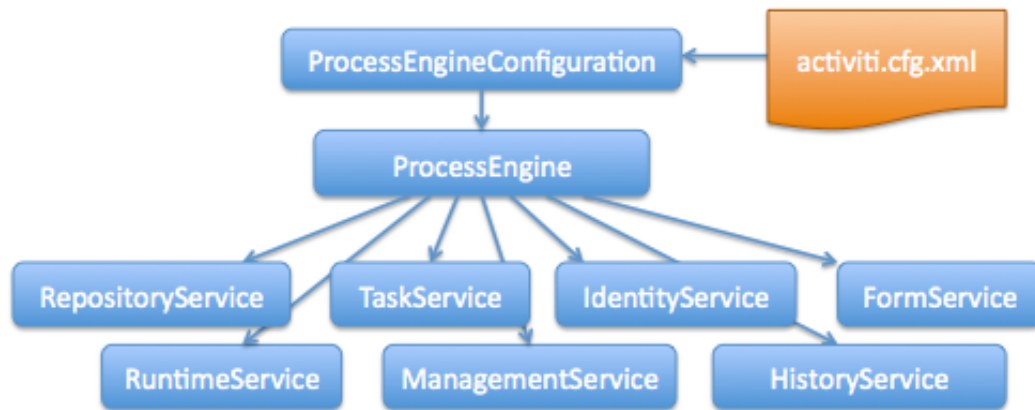 ProcessEngineConfiguration
activiti.cfg.xml
ProcessEngine
RepositoryService
TaskService
IdentityService
FormService
RuntimeService
ManagementService
HistoryService